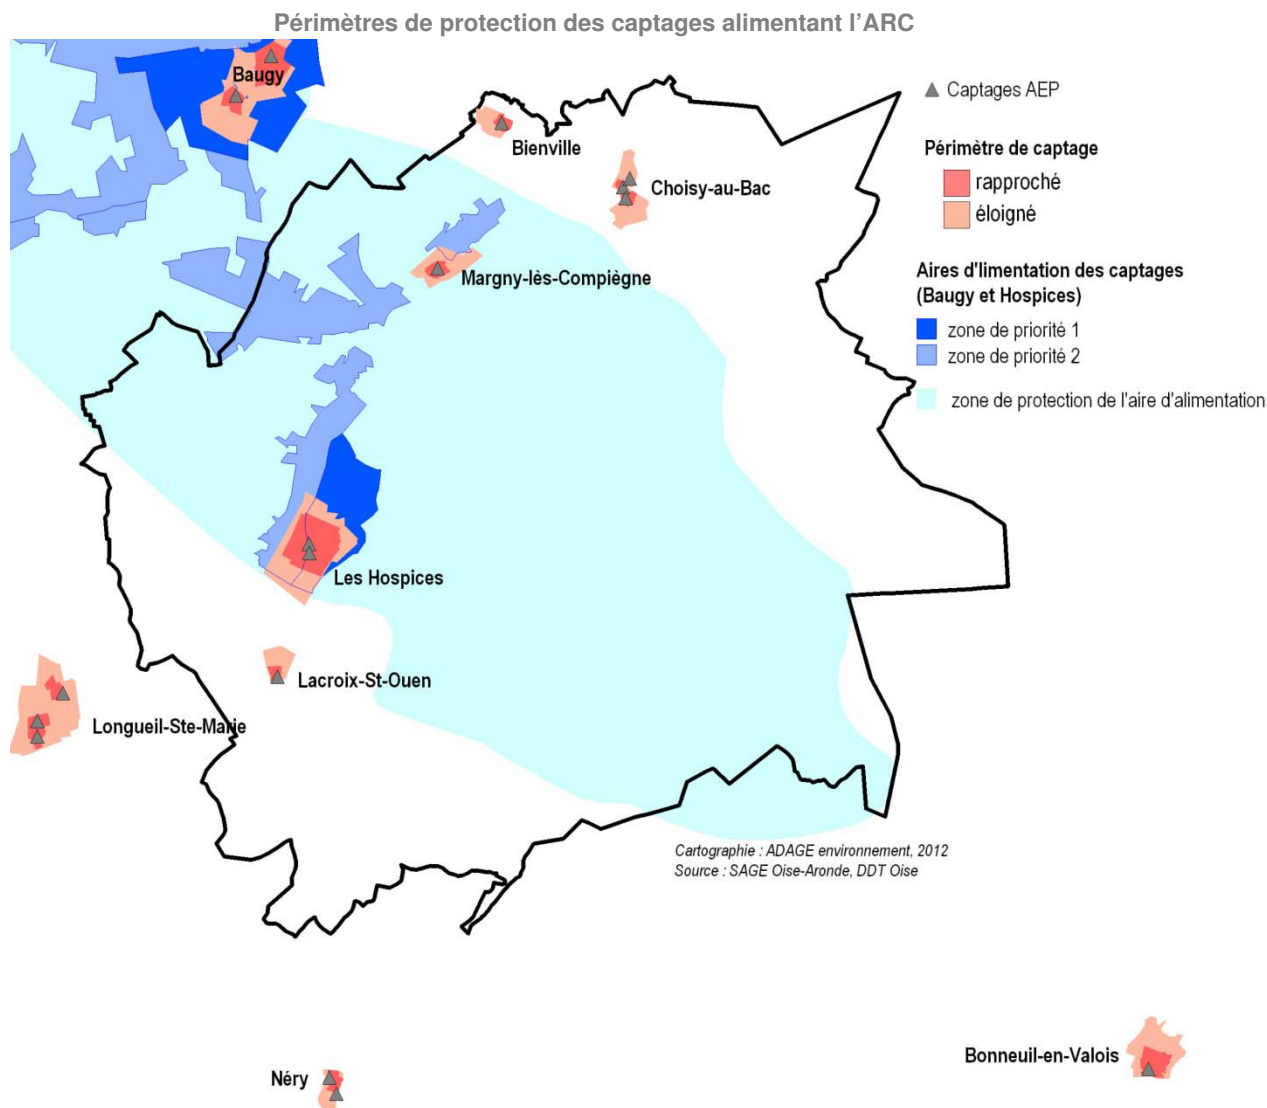 Périmètres de protection des captages alimentant l'ARC
Baugy
Captages AEP
Bienville
Périmètre de captage
Choisy-au-Bac
rapproché
éloigné
Margny-lès-Compiègne
Aires d'limentation des captages
(Baugy et Hospices)
zone de priorité 1
zone de priorité 2
zone de protection de l'aire d'alimentation
Les Hospices
Lacroix-St-Ouen
Longueil-Ste-Marie
Cartographie : ADAGE environnement, 2012
Source : SAGE Oise-Aronde, DDT Oise
Bonneuil-en-Valois
Néry